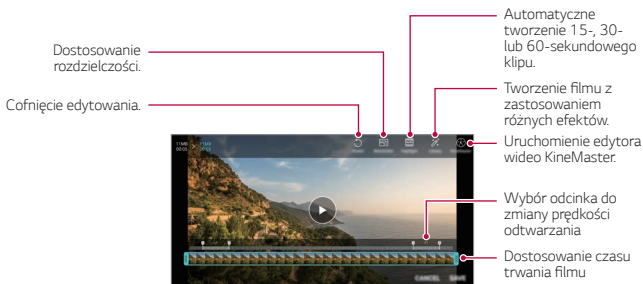 Automatyczne
tworzenie 15-, 30-
lub 60-sekundowego
klipu.
Dostosowanie
rozdzielczości.
Tworzenie filmu z
zastosowaniem
różnych efektów.
Cofnięcie edytowania.
Uruchomienie edytora
wideo KineMaster.
Wybór odcinka do
zmiany prędkości
odtwarzania
Dostosowanie czasu
trwania filmu
CANCEL SAVE